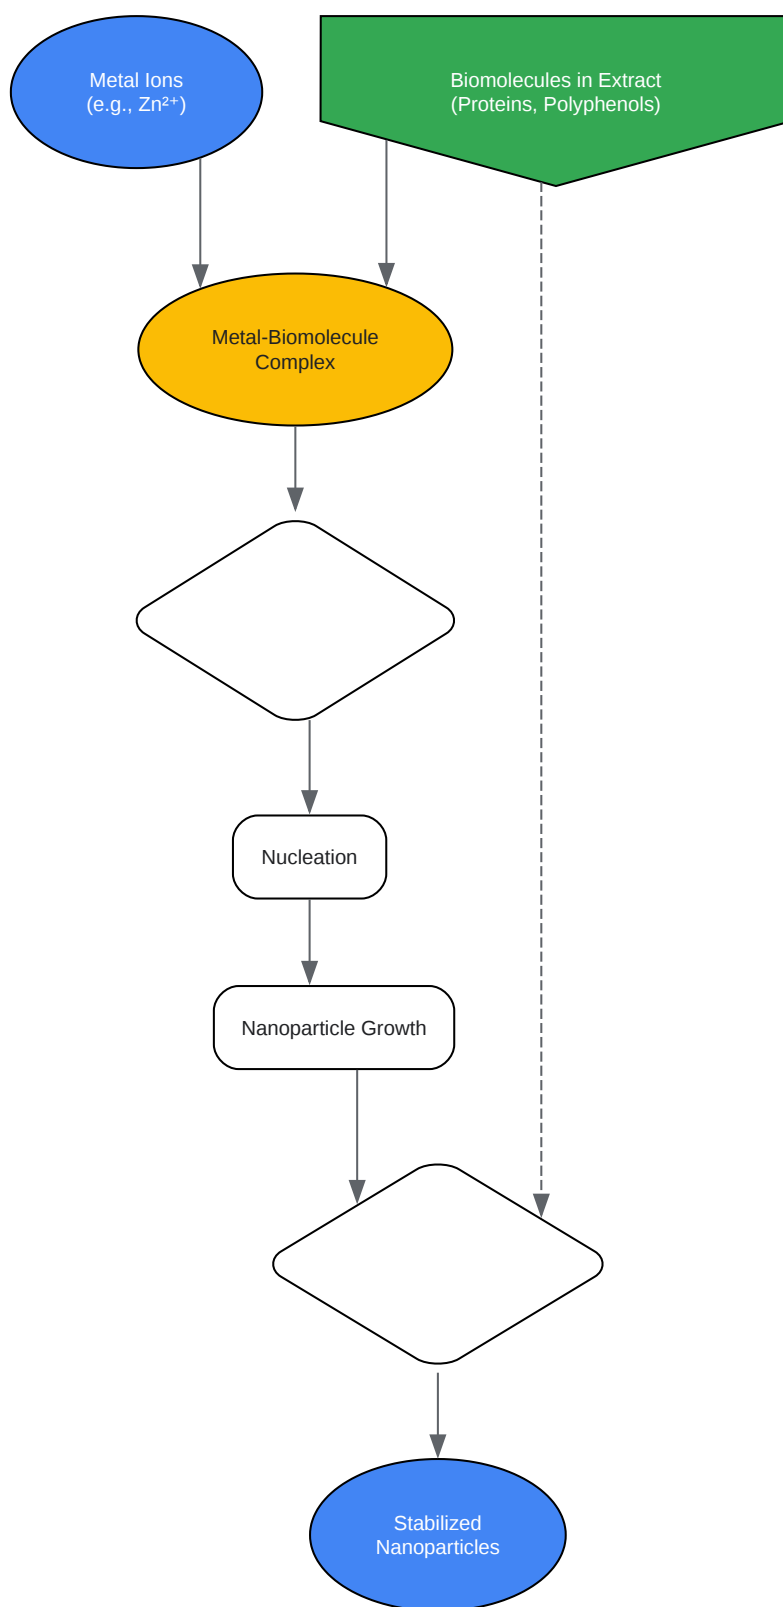 Metal Ions
(e.g., Zn²⁺)
Biomolecules in Extract
(Proteins, Polyphenols)
Metal-Biomolecule
Complex
Nucleation
Nanoparticle Growth
Stabilized
Nanoparticles